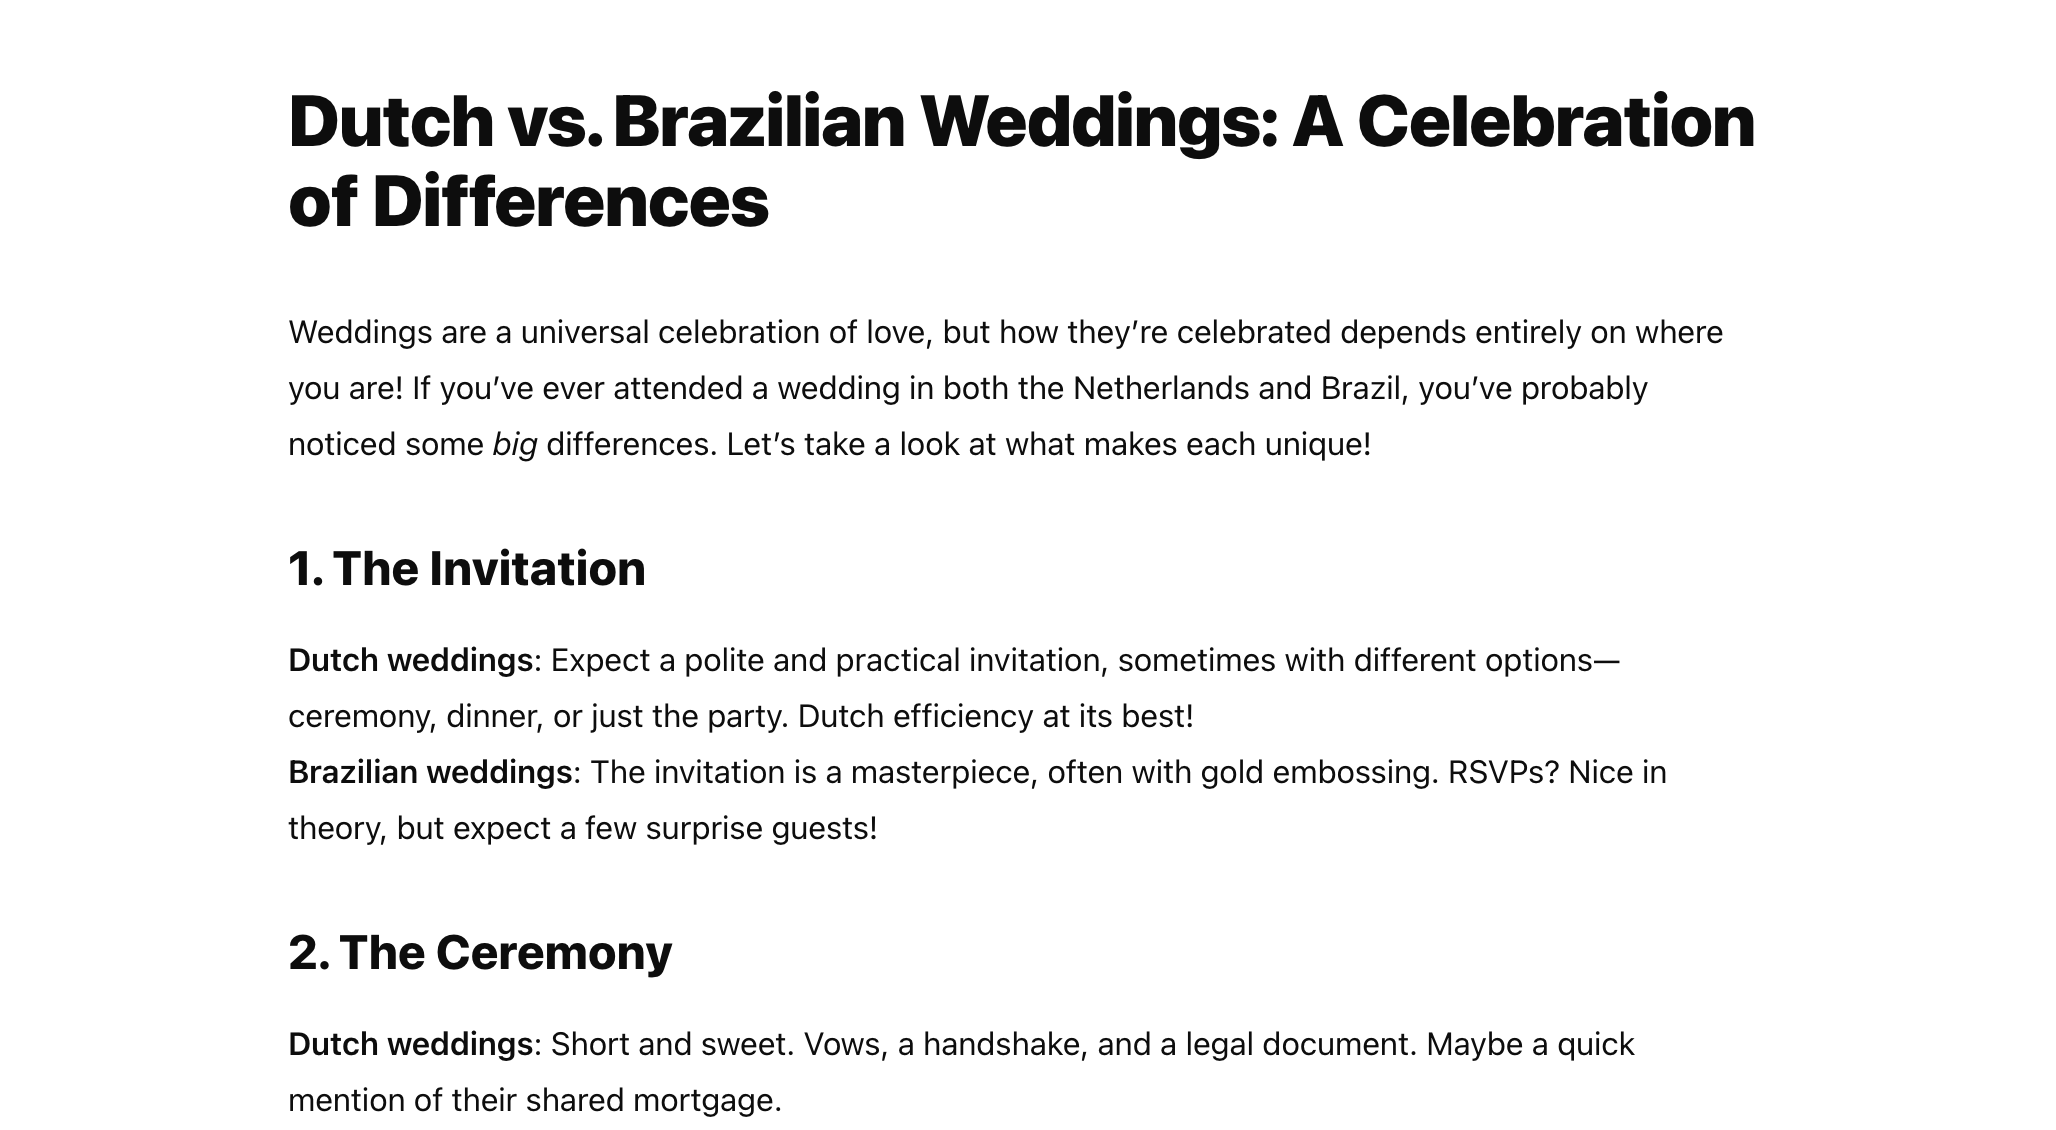 Dutch vs. Brazilian Weddings: A Celebration
of Differences
Weddings are a universal celebration of love, but how they’re celebrated depends entirely on where
you are! If you’ve ever attended a wedding in both the Netherlands and Brazil, you’ve probably
noticed some big differences. Let’s take a look at what makes each unique!
1. The Invitation
Dutch weddings: Expect a polite and practical invitation, sometimes with different options—
ceremony, dinner, or just the party. Dutch efficiency at its best!
Brazilian weddings: The invitation is a masterpiece, often with gold embossing. RSVPs? Nice in
theory, but expect a few surprise guests!
2. The Ceremony
Dutch weddings: Short and sweet. Vows, a handshake, and a legal document. Maybe a quick
mention of their shared mortgage.